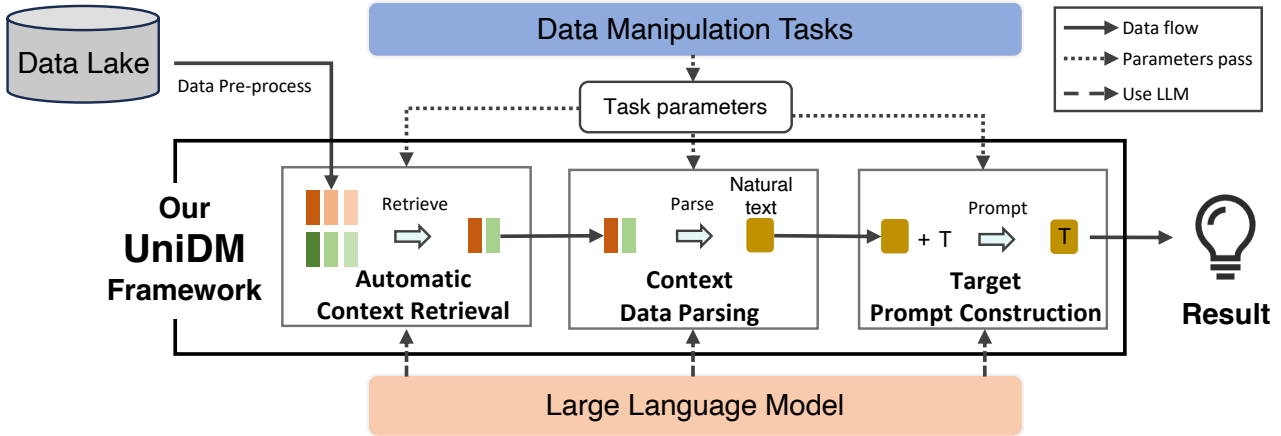 Data Manipulation Tasks
Data Lake
Data Pre-process
Task parameters
Data flow
Parameters pass
Use LLM
Our
UniDM
Framework
Retrieve
Automatic
Context Retrieval
Parse
Natural
text
Context
Data Parsing
+ T
Prompt
T
Target
Prompt Construction
Result
Large Language Model